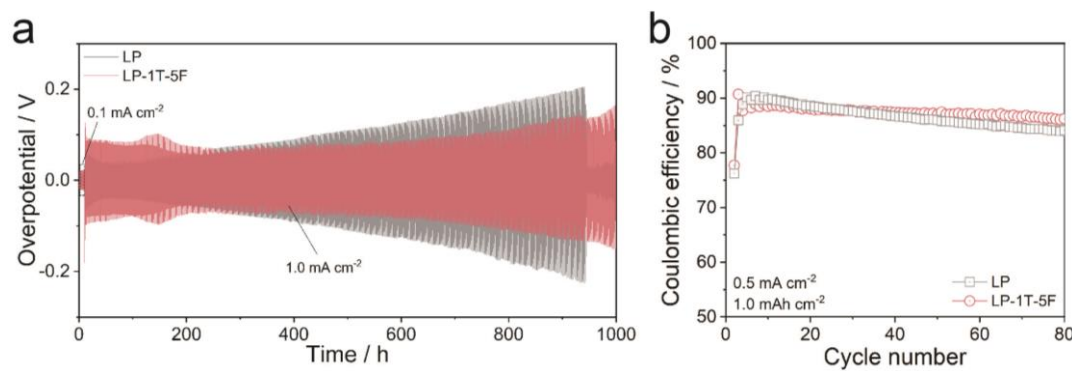 a
LP
LP-1T-5F
0.1 mA cm⁻²
1.0 mA cm⁻²
Overpotential / V
0.2
0.0
-0.2
0
200
400
600
800
1000
Time / h
b
Coulombic efficiency / %
100
90
80
70
60
50
0.5 mA cm⁻²
1.0 mAh cm⁻²
LP
LP-1T-5F
0
20
40
60
80
Cycle number